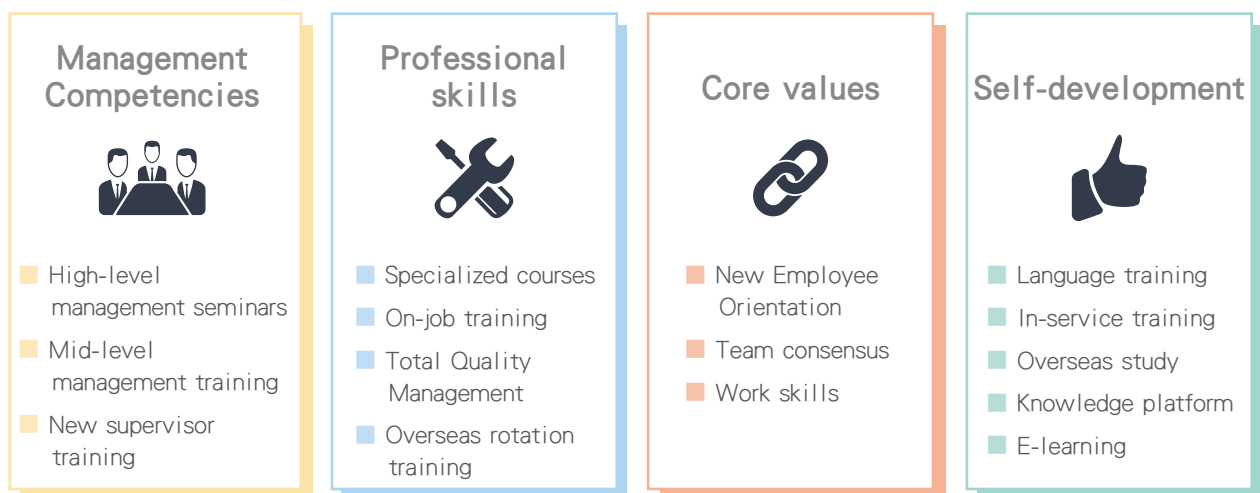 Management
Competencies
High-level
management seminars
Mid-level
management training
New supervisor
training
Professional
skills
Specialized courses
On-job training
Total Quality
Management
Overseas rotation
training
Core values
New Employee
Orientation
Team consensus
Work skills
Self-development
Language training
In-service training
Overseas study
Knowledge platform
E-learning